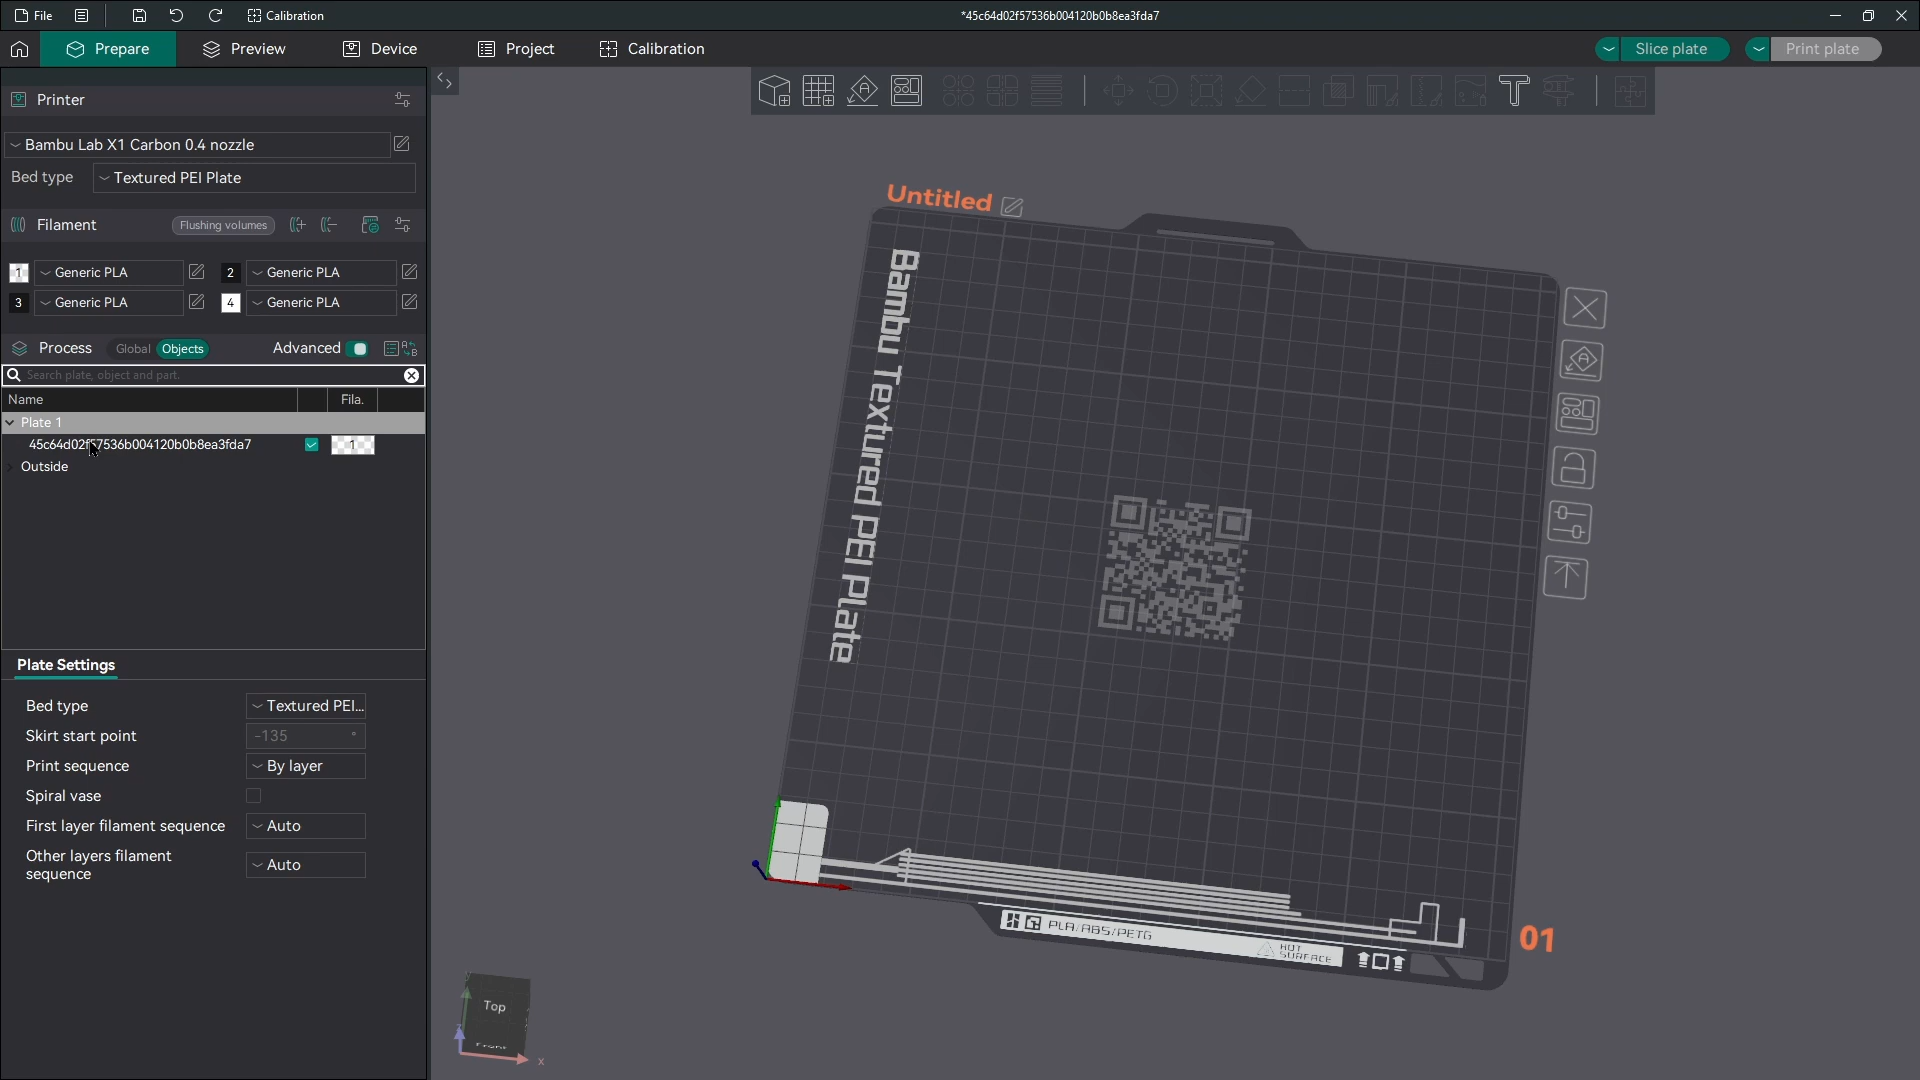 File
Calibration
*45c64d02f57536b004120b0b8ea3fda7
Prepare
Preview
Device
Project
Calibration
Slice plate
Print plate
Printer
Bambu Lab X1 Carbon 0.4 nozzle
Bed type
Textured PEI Plate
Filament
Flushing volumes
1 Generic PLA
2 Generic PLA
3 Generic PLA
4 Generic PLA
Process
Global
Objects
Advanced
Search plate, object and part.
Name
Fila.
Plate 1
45c64d02f57536b004120b0b8ea3fda7
1
Outside
Plate Settings
Bed type
Textured PEI...
Skirt start point
-135 °
Print sequence
By layer
Spiral vase
First layer filament sequence
Auto
Other layers filament
sequence
Auto
Untitled
Bambu Textured PEI Plate
PLA/ABS/PETG
HOT
SURFACE
01
Top
Front
x